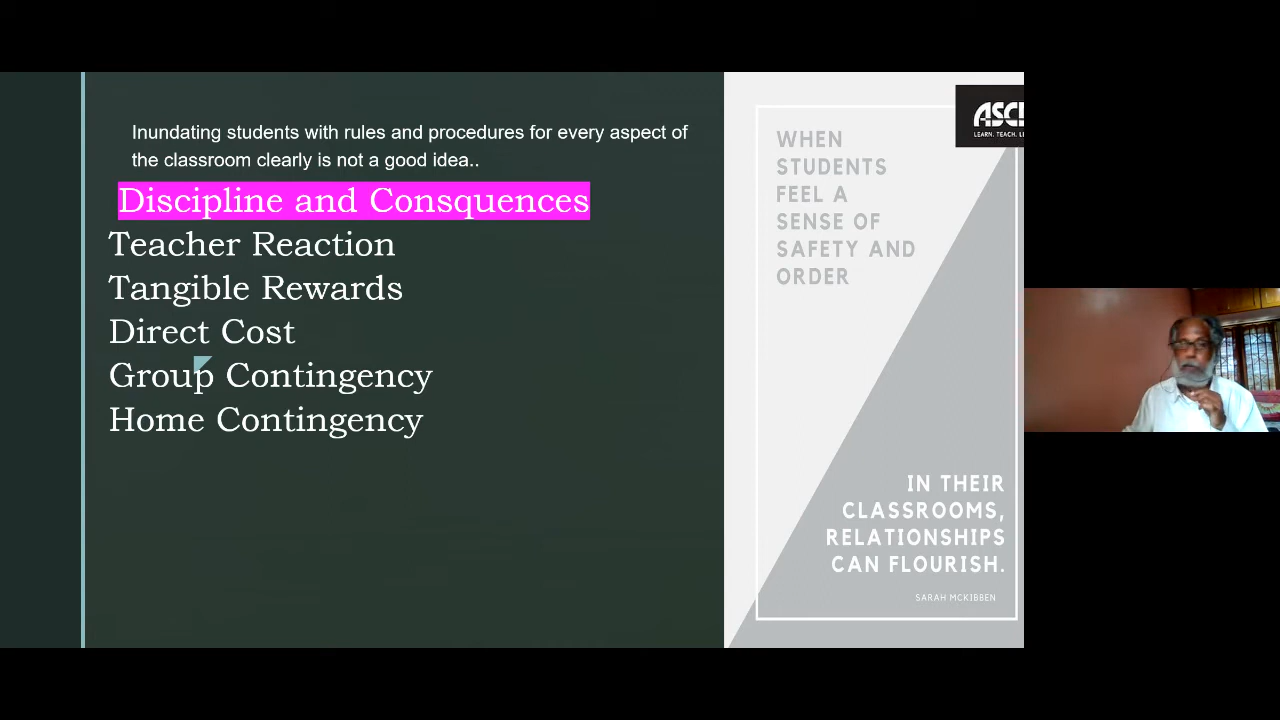 Inundating students with rules and procedures for every aspect of
the classroom clearly is not a good idea..
Discipline and Consquences
Teacher Reaction
Tangible Rewards
Direct Cost
Group Contingency
Home Contingency
WHEN
STUDENTS
FEEL A
SENSE OF
SAFETY AND
ORDER
IN THEIR
CLASSROOMS,
RELATIONSHIPS
CAN FLOURISH.
SARAH MCKIBBEN
LEARN. TEACH.